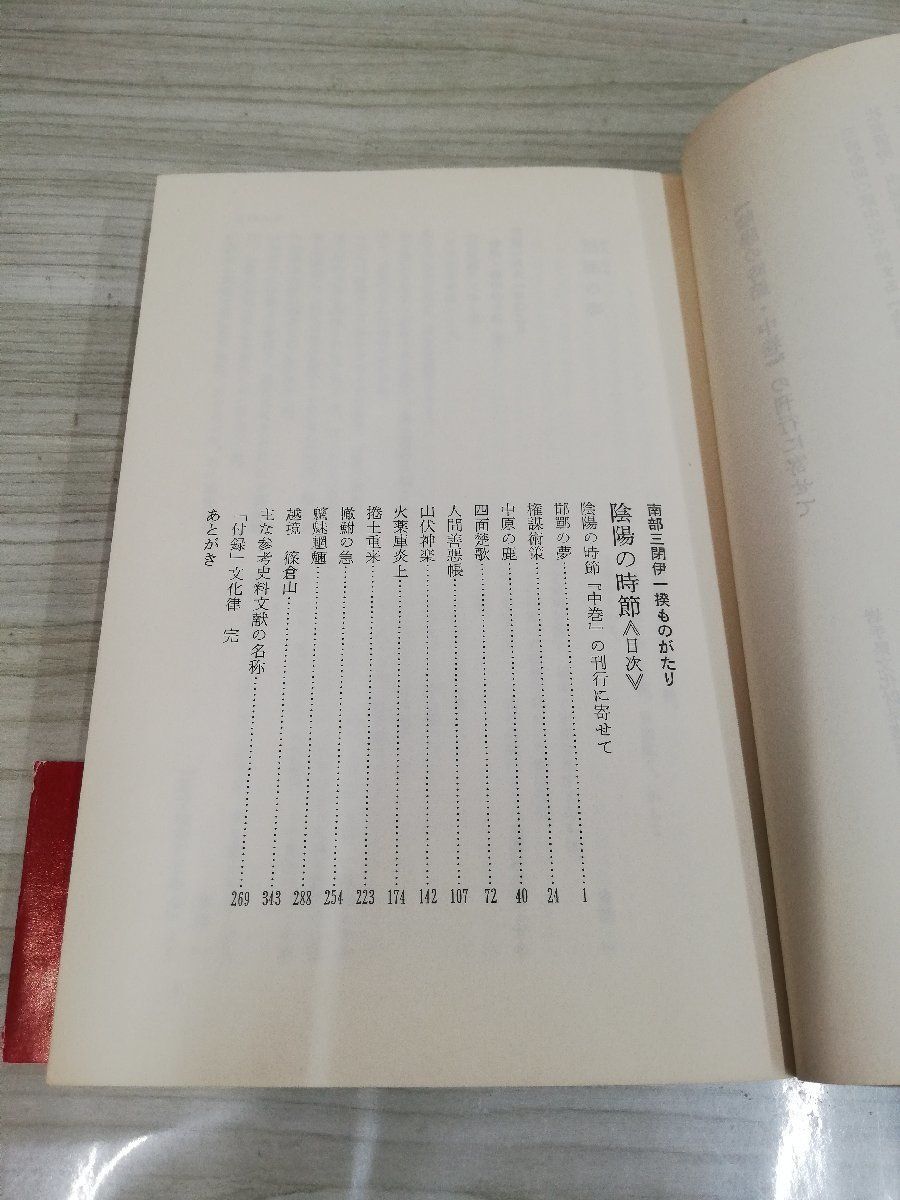 南部三閉伊一揆ものがたり
陰陽の時節≪目次≫
陰陽の時節『中巻』の刊行に寄せて
邯鄲の夢……1
権謀術策……24
中原の鹿……40
四面楚歌……72
人間善悪帳……107
山伏神楽……142
火薬庫炎上……174
捲土重来……223
轍鮒の急……254
魑魅魍魎……288
越境　篠倉山……343
主な参考史料文献の名称……269
「付録」文化律　完
あとがき